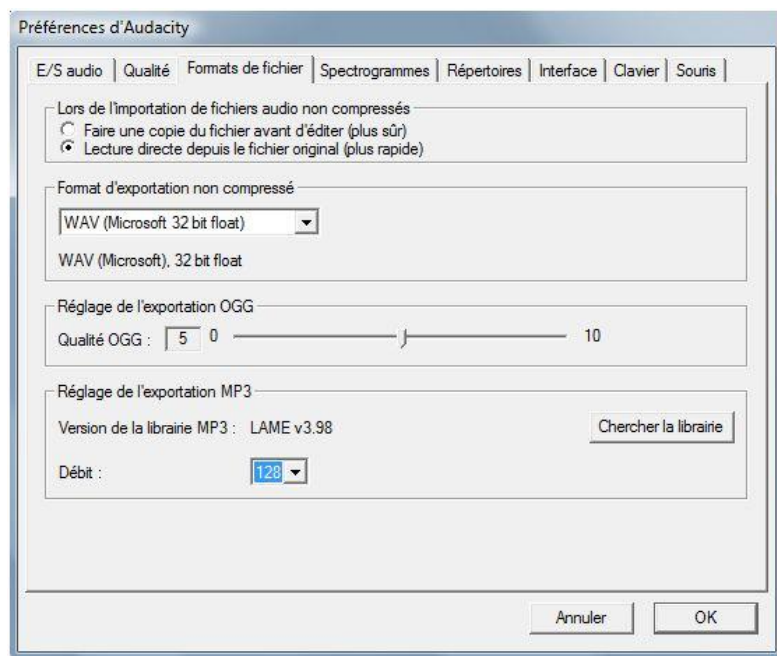 Préférences d'Audacity
E/S audio Qualité Formats de fichier Spectrogrammes Répertoires Interface Clavier Souris
Lors de l'importation de fichiers audio non compressés
Faire une copie du fichier avant d'éditer (plus sûr)
Lecture directe depuis le fichier original (plus rapide)
Format d'exportation non compressé
WAV (Microsoft 32 bit float)
WAV (Microsoft), 32 bit float
Réglage de l'exportation OGG
Qualité OGG : 5 0 10
Réglage de l'exportation MP3
Version de la librairie MP3 : LAME v3.98 Chercher la librairie
Débit : 128
Annuler OK